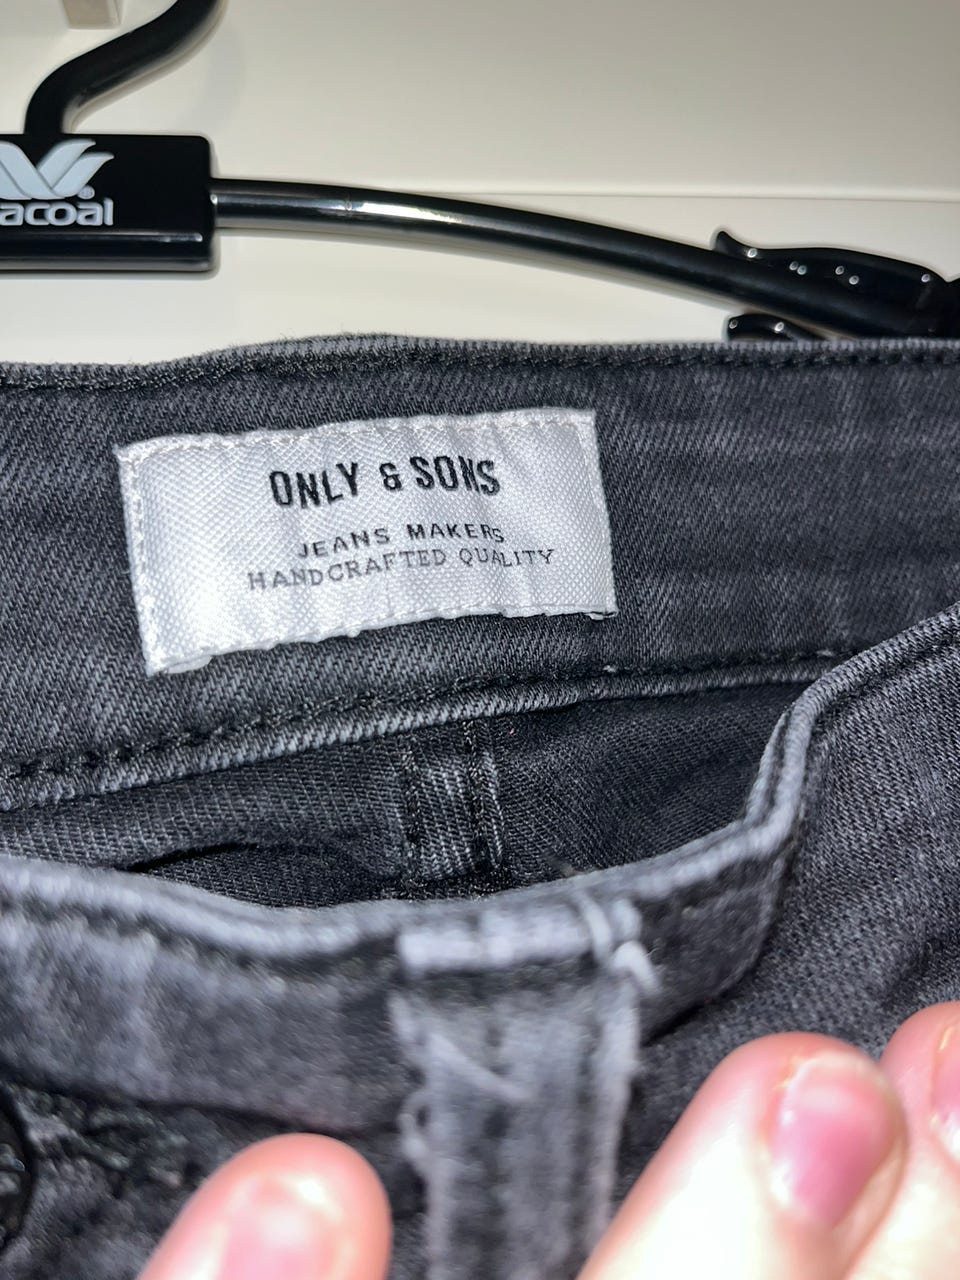 acoal
ONLY & SONS
JEANS MAKERS
HANDCRAFTED QUALITY